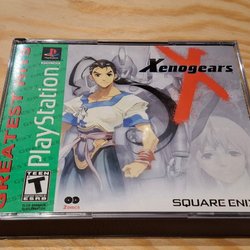 GREATEST HITS
PlayStation
Xenogears
TEEN
T
ESRB
2 DISCS
SQUARE ENIX